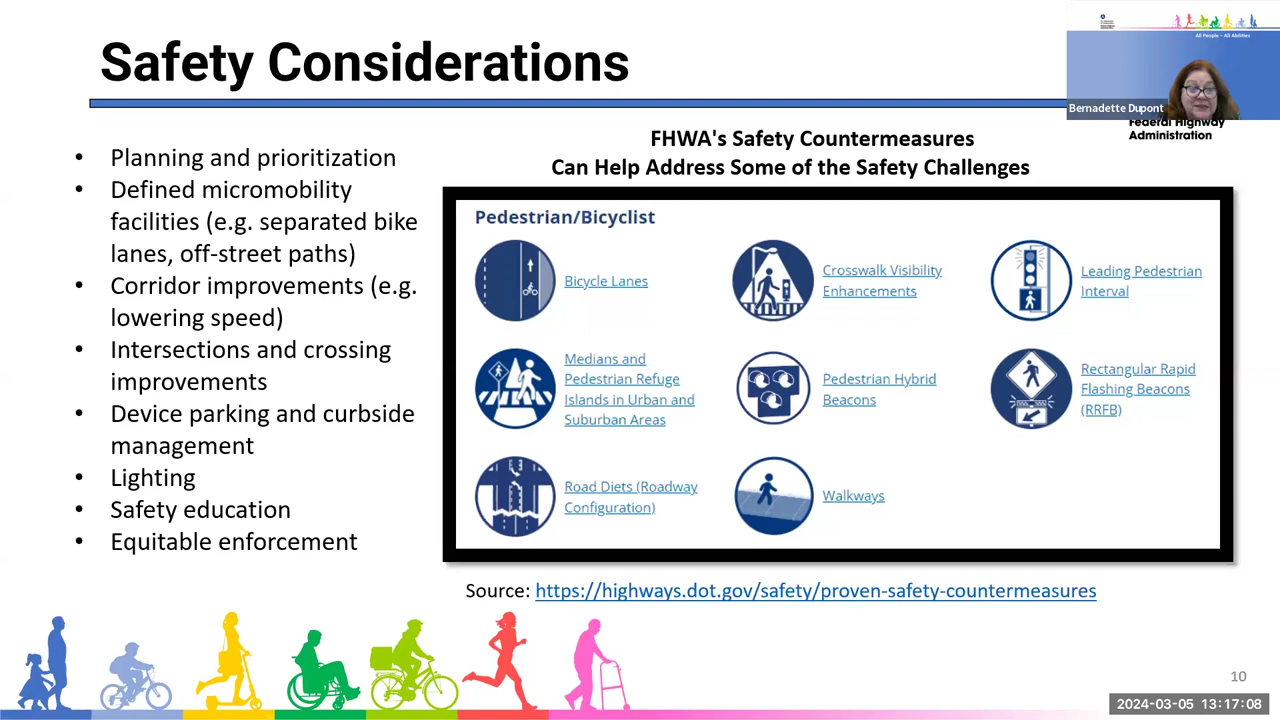 Safety Considerations
All People – All Abilities
Bernadette Dupont
Federal Highway
Administration
• Planning and prioritization
• Defined micromobility
facilities (e.g. separated bike
lanes, off-street paths)
• Corridor improvements (e.g.
lowering speed)
• Intersections and crossing
improvements
• Device parking and curbside
management
• Lighting
• Safety education
• Equitable enforcement
FHWA's Safety Countermeasures
Can Help Address Some of the Safety Challenges
Pedestrian/Bicyclist
Bicycle Lanes
Crosswalk Visibility
Enhancements
Leading Pedestrian
Interval
Medians and
Pedestrian Refuge
Islands in Urban and
Suburban Areas
Pedestrian Hybrid
Beacons
Rectangular Rapid
Flashing Beacons
(RRFB)
Road Diets (Roadway
Configuration)
Walkways
Source: https://highways.dot.gov/safety/proven-safety-countermeasures
10
2024-03-05 13:17:08